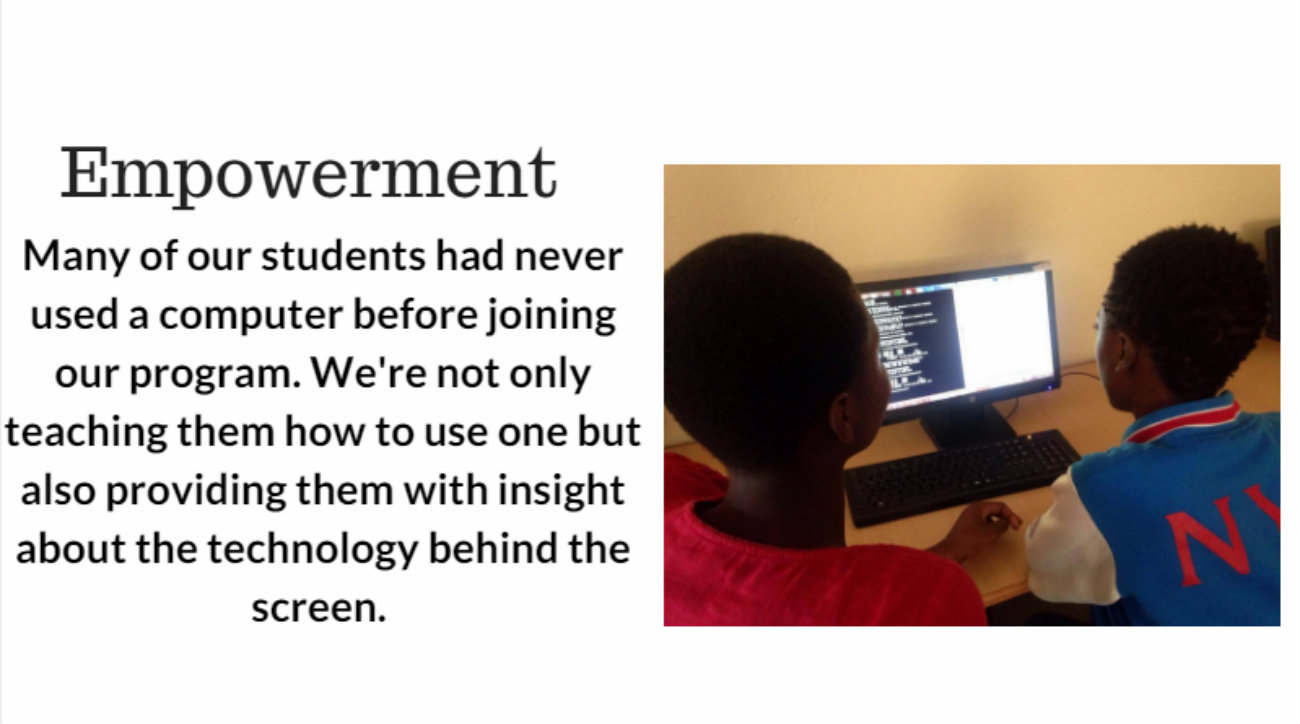 Empowerment
Many of our students had never
used a computer before joining
our program. We're not only
teaching them how to use one but
also providing them with insight
about the technology behind the
screen.